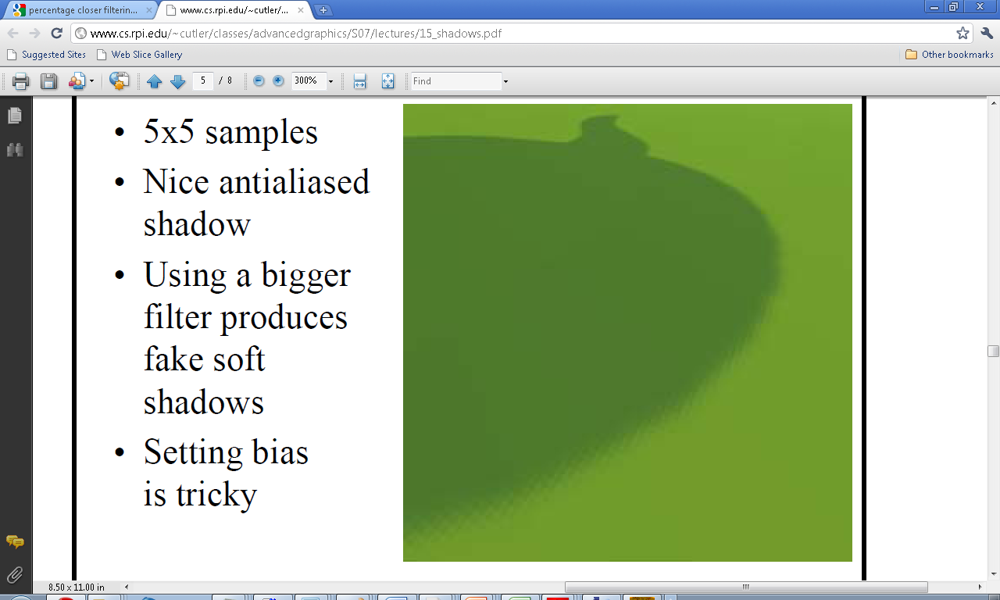 percentage closer filterin...
www.cs.rpi.edu/~cutler/...
www.cs.rpi.edu/~cutler/classes/advancedgraphics/S07/lectures/15_shadows.pdf
Suggested Sites
Web Slice Gallery
Other bookmarks
5 / 8
300%
Find
• 5x5 samples
• Nice antialiased
shadow
• Using a bigger
filter produces
fake soft
shadows
• Setting bias
is tricky
8.50 x 11.00 in